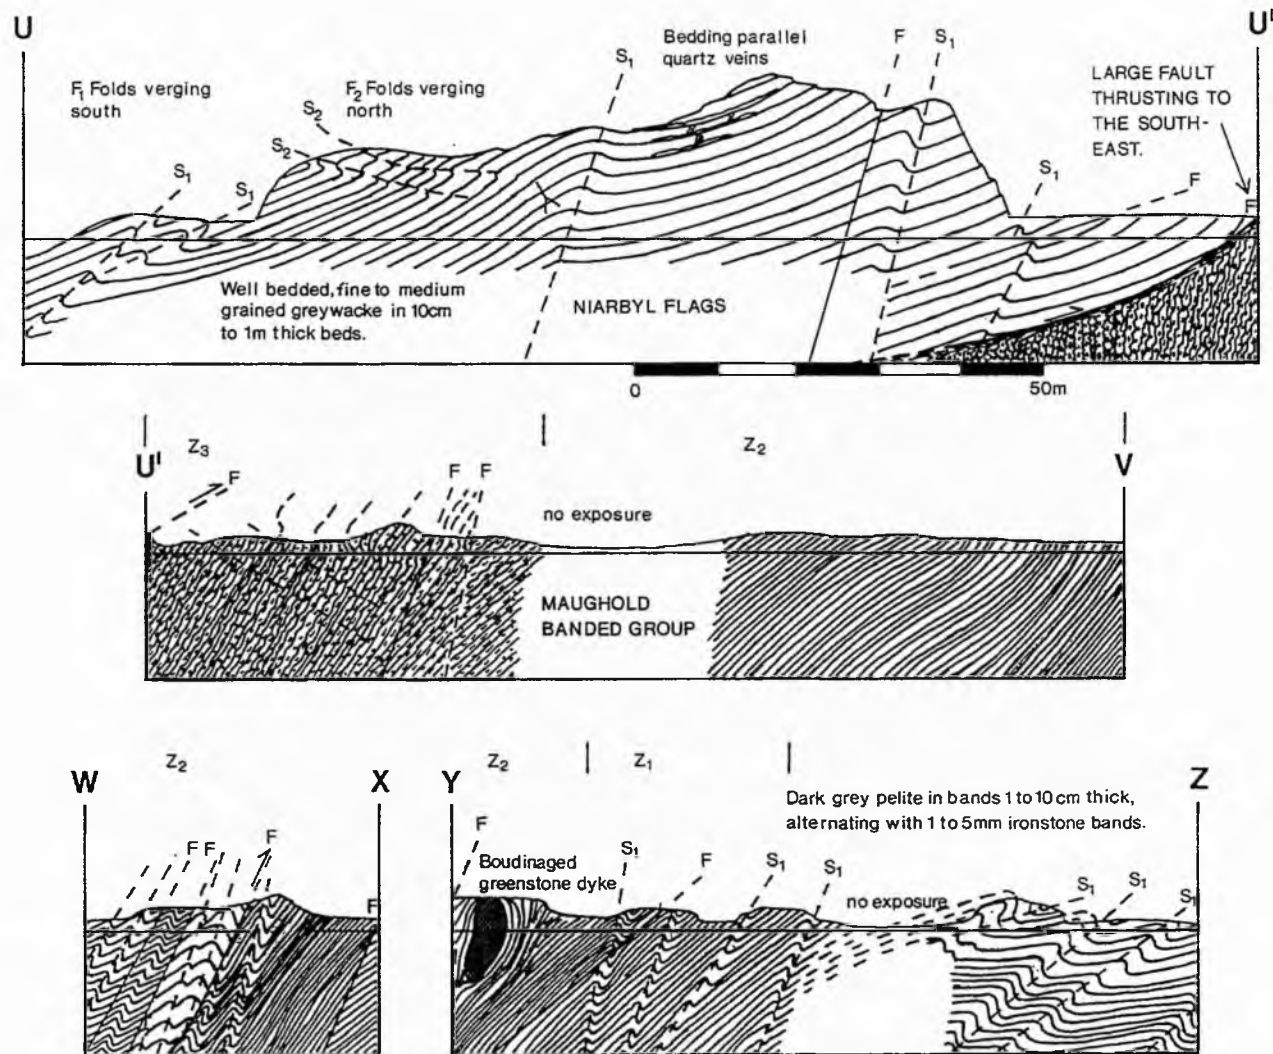 U
U'
F₁ Folds verging
south
F₂ Folds verging
north
Bedding parallel
quartz veins
LARGE FAULT
THRUSTING TO
THE SOUTH-
EAST.
S₁
S₁
S₂
S₂
S₁
F
S₁
S₁
F
F
Well bedded, fine to medium
grained greywacke in 10cm
to 1m thick beds.
NIARBYL FLAGS
0
50m
Z₃
Z₂
U'
V
F
F F
no exposure
MAUGHOLD
BANDED GROUP
Z₂
W
X
F F
F
F
Z₂
Z₁
Y
Z
Dark grey pelite in bands 1 to 10 cm thick,
alternating with 1 to 5mm ironstone bands.
F
Boudinaged
greenstone dyke
S₁
F
S₁
S₁
no exposure
S₁
S₁
S₁